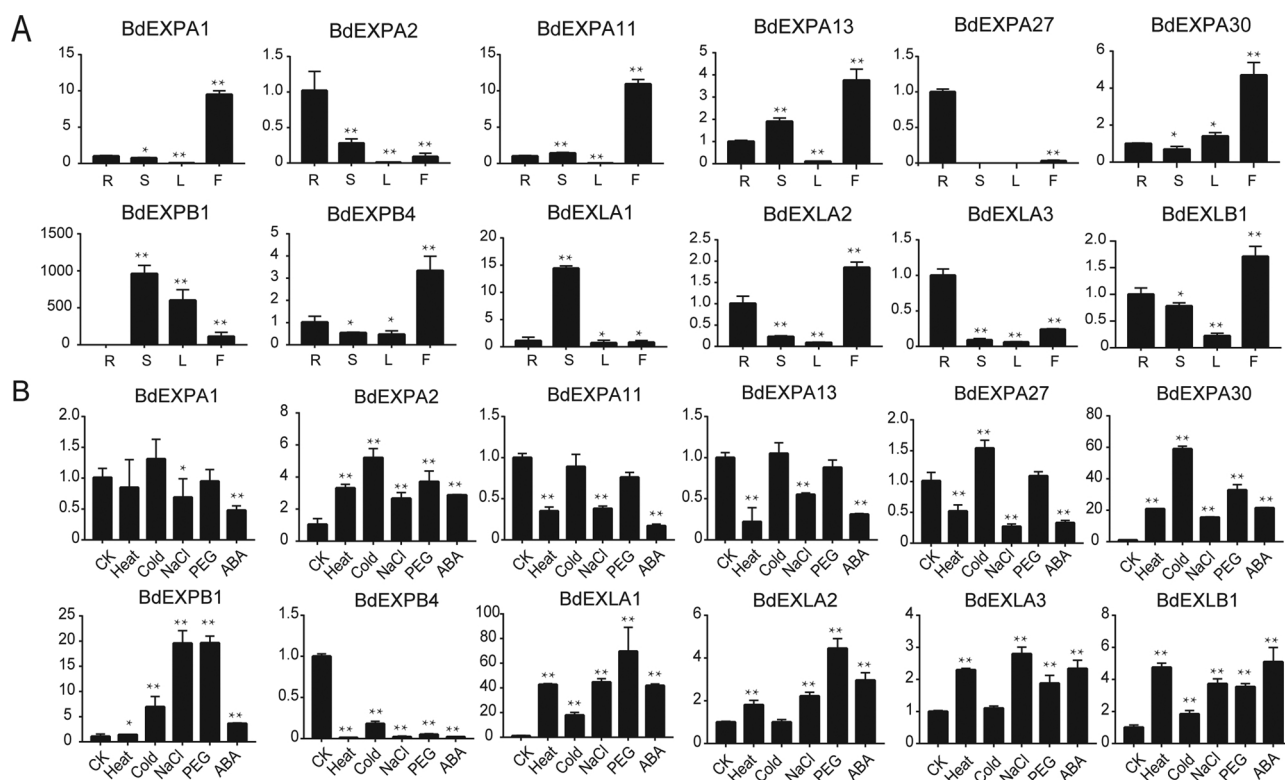 A
BdEXPA1 BdEXPA2 BdEXPA11 BdEXPA13 BdEXPA27 BdEXPA30
15 1.5 15 5 1.5 6
10 1.0 10 4 3 1.0 4
5 0.5 5 2 1 0.5 2
0 0 0 0 0 0
* ** ** ** ** ** ** ** ** ** ** ** ** * * **
R S L F R S L F R S L F R S L F R S L F R S L F
BdEXPB1 BdEXPB4 BdEXLA1 BdEXLA2 BdEXLA3 BdEXLB1
1500 5 20 2.5 1.5 2.0
1000 4 3 15 10 2.0 1.5 1.0 1.5 1.0
500 2 1 5 1.0 0.5 0.5 0.5
0 0 0 0 0 0
** ** ** * * ** ** * * ** ** ** ** ** ** * ** **
R S L F R S L F R S L F R S L F R S L F R S L F
B
BdEXPA1 BdEXPA2 BdEXPA11 BdEXPA13 BdEXPA27 BdEXPA30
2.0 8 1.5 1.5 2.0 80
1.5 6 1.0 1.0 1.5 60
1.0 4 1.0 40
0.5 2 0.5 0.5 0.5 20
0 0 0 0 0.0 0
* ** ** ** ** ** ** ** ** ** ** ** ** ** ** ** ** ** ** ** ** ** **
CK Heat Cold NaCl PEG ABA CK Heat Cold NaCl PEG ABA CK Heat Cold NaCl PEG ABA CK Heat Cold NaCl PEG ABA CK Heat Cold NaCl PEG ABA CK Heat Cold NaCl PEG ABA
BdEXPB1 BdEXPB4 BdEXLA1 BdEXLA2 BdEXLA3 BdEXLB1
25 1.5 100 6 4 8
20 15 1.0 80 60 4 3 6
10 0.5 40 2 2 4
5 20 1 2
0 0 0 0 0 0
* ** ** ** ** ** ** ** ** ** ** ** ** ** ** ** ** ** ** ** ** ** ** ** ** ** ** ** **
CK Heat Cold NaCl PEG ABA CK Heat Cold NaCl PEG ABA CK Heat Cold NaCl PEG ABA CK Heat Cold NaCl PEG ABA CK Heat Cold NaCl PEG ABA CK Heat Cold NaCl PEG ABA